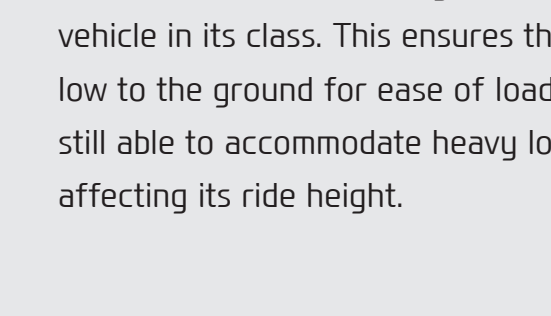 vehicle in its class. This ensures th
low to the ground for ease of load
still able to accommodate heavy lo
affecting its ride height.